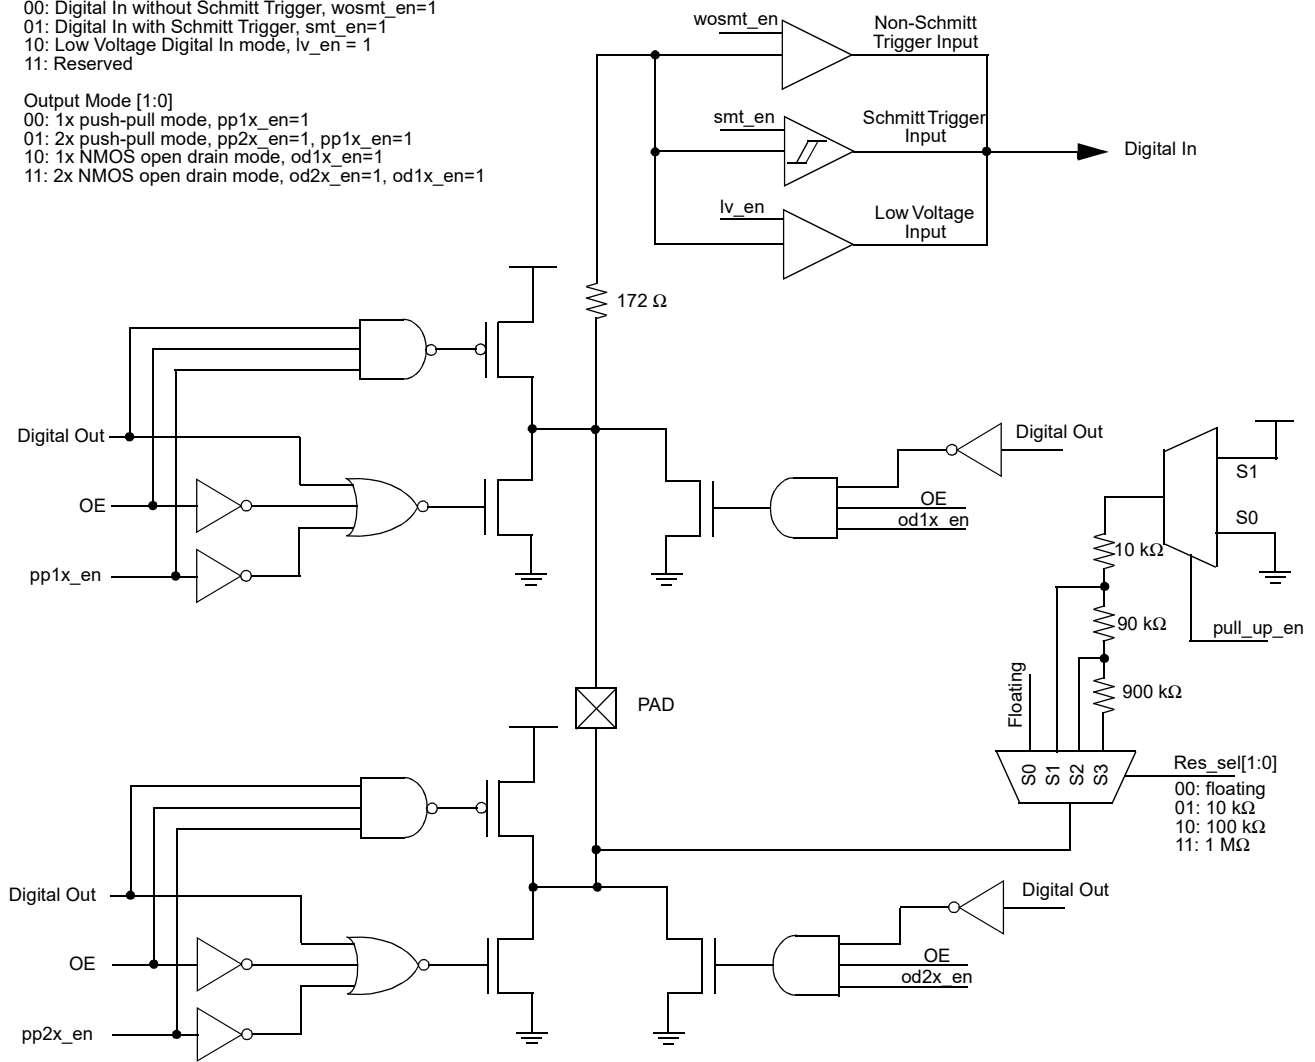 00: Digital In without Schmitt Trigger, wosmt_en=1
01: Digital In with Schmitt Trigger, smt_en=1
10: Low Voltage Digital In mode, lv_en = 1
11: Reserved
Output Mode [1:0]
00: 1x push-pull mode, pp1x_en=1
01: 2x push-pull mode, pp2x_en=1, pp1x_en=1
10: 1x NMOS open drain mode, od1x_en=1
11: 2x NMOS open drain mode, od2x_en=1, od1x_en=1
wosmt_en
Non-Schmitt
Trigger Input
smt_en
Schmitt Trigger
Input
Digital In
lv_en
Low Voltage
Input
172 Ω
Digital Out
OE
pp1x_en
Digital Out
OE
od1x_en
S1
S0
10 kΩ
90 kΩ
pull_up_en
900 kΩ
Floating
PAD
S0
S1
S2
S3
Res_sel[1:0]
00: floating
01: 10 kΩ
10: 100 kΩ
11: 1 MΩ
Digital Out
OE
pp2x_en
Digital Out
OE
od2x_en